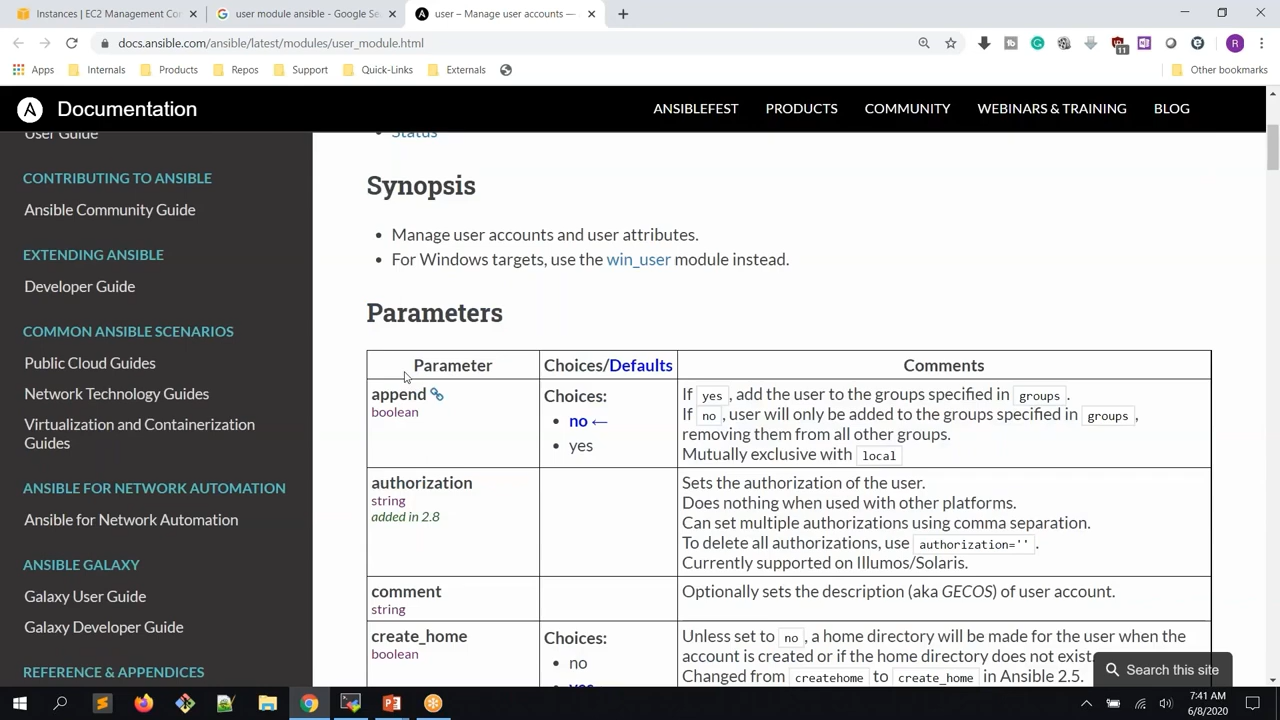 Instances | EC2 Management Con
user module ansible - Google Se
user – Manage user accounts —
docs.ansible.com/ansible/latest/modules/user_module.html
11
R
Apps
Internals
Products
Repos
Support
Quick-Links
Externals
Other bookmarks
A
Documentation
ANSIBLEFEST
PRODUCTS
COMMUNITY
WEBINARS & TRAINING
BLOG
User Guide
CONTRIBUTING TO ANSIBLE
Ansible Community Guide
EXTENDING ANSIBLE
Developer Guide
COMMON ANSIBLE SCENARIOS
Public Cloud Guides
Network Technology Guides
Virtualization and Containerization
Guides
ANSIBLE FOR NETWORK AUTOMATION
Ansible for Network Automation
ANSIBLE GALAXY
Galaxy User Guide
Galaxy Developer Guide
REFERENCE & APPENDICES
• Status
Synopsis
• Manage user accounts and user attributes.
• For Windows targets, use the win_user module instead.
Parameters
Parameter
Choices/Defaults
Comments
append
boolean
Choices:
• no ←
• yes
If yes, add the user to the groups specified in groups.
If no, user will only be added to the groups specified in groups,
removing them from all other groups.
Mutually exclusive with local
authorization
string
added in 2.8
Sets the authorization of the user.
Does nothing when used with other platforms.
Can set multiple authorizations using comma separation.
To delete all authorizations, use authorization=''.
Currently supported on Illumos/Solaris.
comment
string
Optionally sets the description (aka GECOS) of user account.
create_home
boolean
Choices:
• no
• yes
Unless set to no, a home directory will be made for the user when the
account is created or if the home directory does not exist.
Changed from createhome to create_home in Ansible 2.5.
Search this site
7:41 AM
6/8/2020